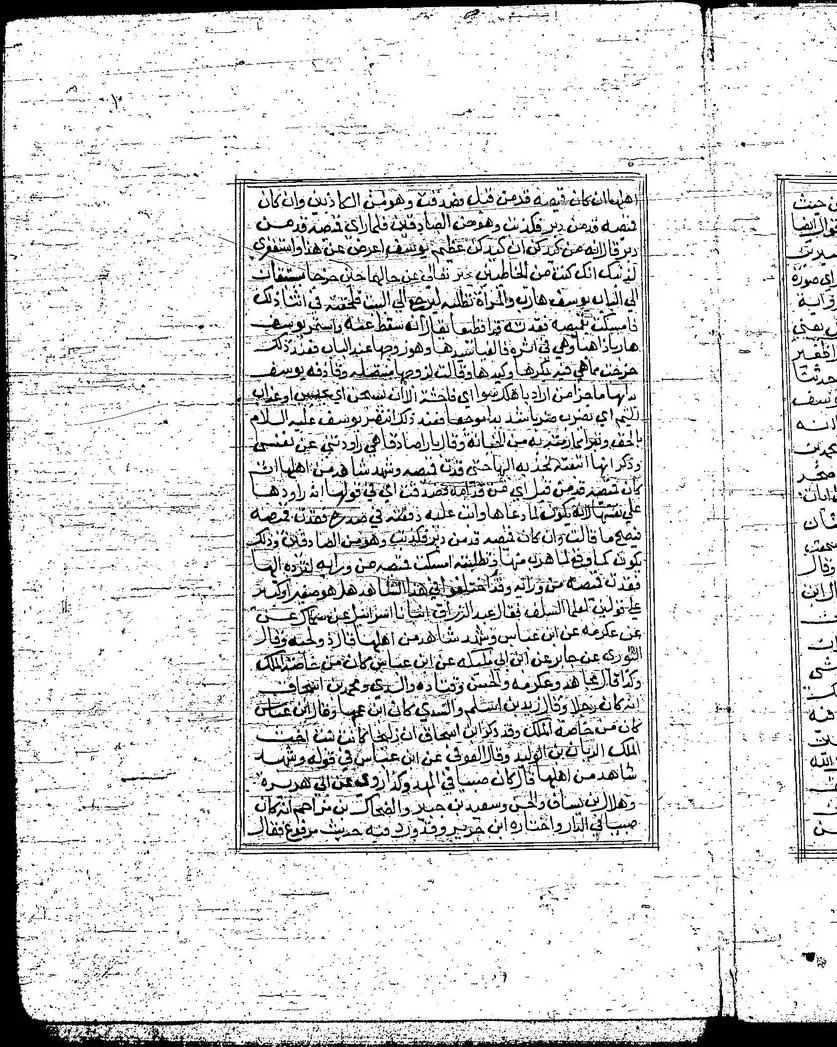 اهلها ان كان قميصه قد من قبل فصدقت وهو من الكاذبين وان كان
قميصه قد من دبر فكذبت وهو من الصادقين فلما راي قميصه قد من
دبر قال انه من كيدكن ان كيدكن عظيم يوسف اعرض عن هذا واستغفري
لذنبك انك كنت من الخاطئين يخبر تعالى عن حالهما حين خرجا يستبقان
الي الباب يوسف هارب والمراة تطلبه ليرجع الي البيت فلحقته في اثناء ذلك
فامسكت بقميصه فقدته قدا فظيعا يقال انه سقط عنه واستمر يوسف
هاربا ذاهبا وهي في اثره فالفيا سيدها وهو زوجها عند الباب فعند ذلك
خرجت مما هي فيه بمكرها وكيدها وقالت لزوجها متنصلة وقاذفة يوسف
بدائها ما جزا من اراد باهلك سوا اي فاحشة الا ان يسجن اي يحبس او عذاب
اليم اي يضرب ضربا شديدا موجعا فعند ذلك انتصر يوسف عليه السلام
بالحق وتبرا مما رمته به من الخيانة وقال بارا صادقا هي راودتني عن نفسي
وذكر انها اتبعته تجذبه اليها حتى قدت قميصه وشهد شاهد من اهلها ان
كان قميصه قد من قبل اي من قدامه فصدقت اي في قولها انه راودها
علي نفسها لانه يكون لما دعاها وابت عليه دفعته في صدره فقدت قميصه
فيصح ما قالت وان كان قميصه قد من دبر فكذبت وهو من الصادقين وذلك
يكون كما وقع لما هرب منها وتطلبته امسكت قميصه من ورايه لترده اليها
فقدت قميصه من ورائه وقد اختلفوا في هذا الشاهد هل هو صغير او كبير
علي قولين لعلما السلف فقال عبد الرزاق انبانا اسرائيل عن سماك عن
عن عكرمه عن ابن عباس وشهد شاهد من اهلها قال ذو لحية وقال
الثوري عن جابر عن ابن ابي مليكه عن ابن عباس كان من خاصة الملك
وكذا قال مجاهد وعكرمه والحسن وقتاده والسدي ومحمد بن اسحاق
انه كان رجلا وقال زيد بن اسلم والسدي كان ابن عمها وقال ابن عباس
كان من خاصة الملك وقد ذكر ابن اسحاق ان زليخا كانت بنت اخت
الملك الريان بن الوليد وقال العوفي عن ابن عباس في قوله وشهد
شاهد من اهلها قال كان صبيا في المهد وكذا روى عن ابي هريرة
وهلال بن يساف والحسن وسعيد بن جبير والضحاك بن مزاحم انه كان
صبيا في الدار واختاره ابن جرير وقد ورد فيه حديث مرفوع فقال